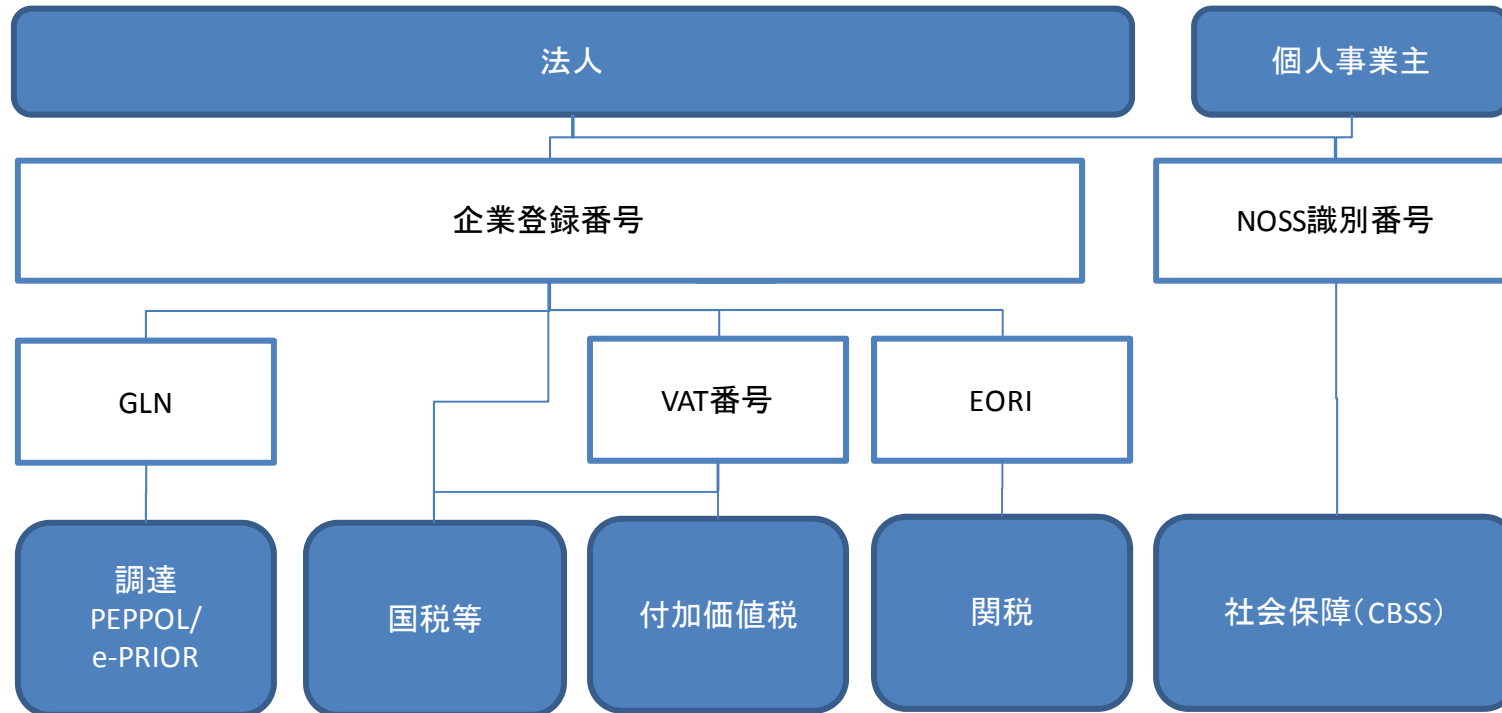 法人
個人事業主
企業登録番号
NOSS識別番号
GLN
VAT番号
EORI
調達
PEPPOL/
e-PRIOR
国税等
付加価値税
関税
社会保障(CBSS)